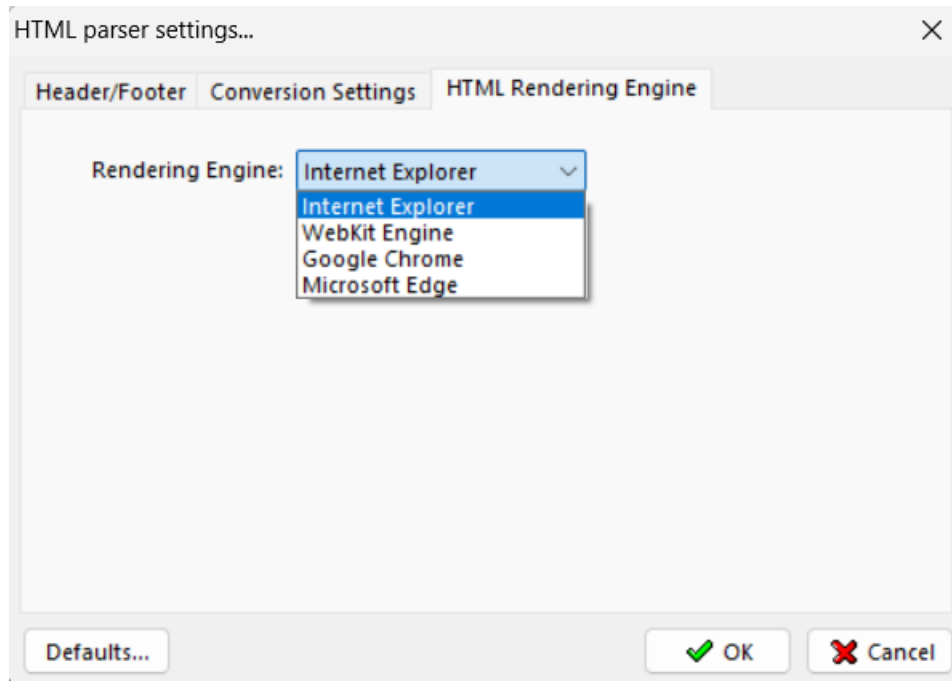 HTML parser settings...
Header/Footer Conversion Settings HTML Rendering Engine
Rendering Engine: Internet Explorer
Internet Explorer
WebKit Engine
Google Chrome
Microsoft Edge
Defaults... OK Cancel